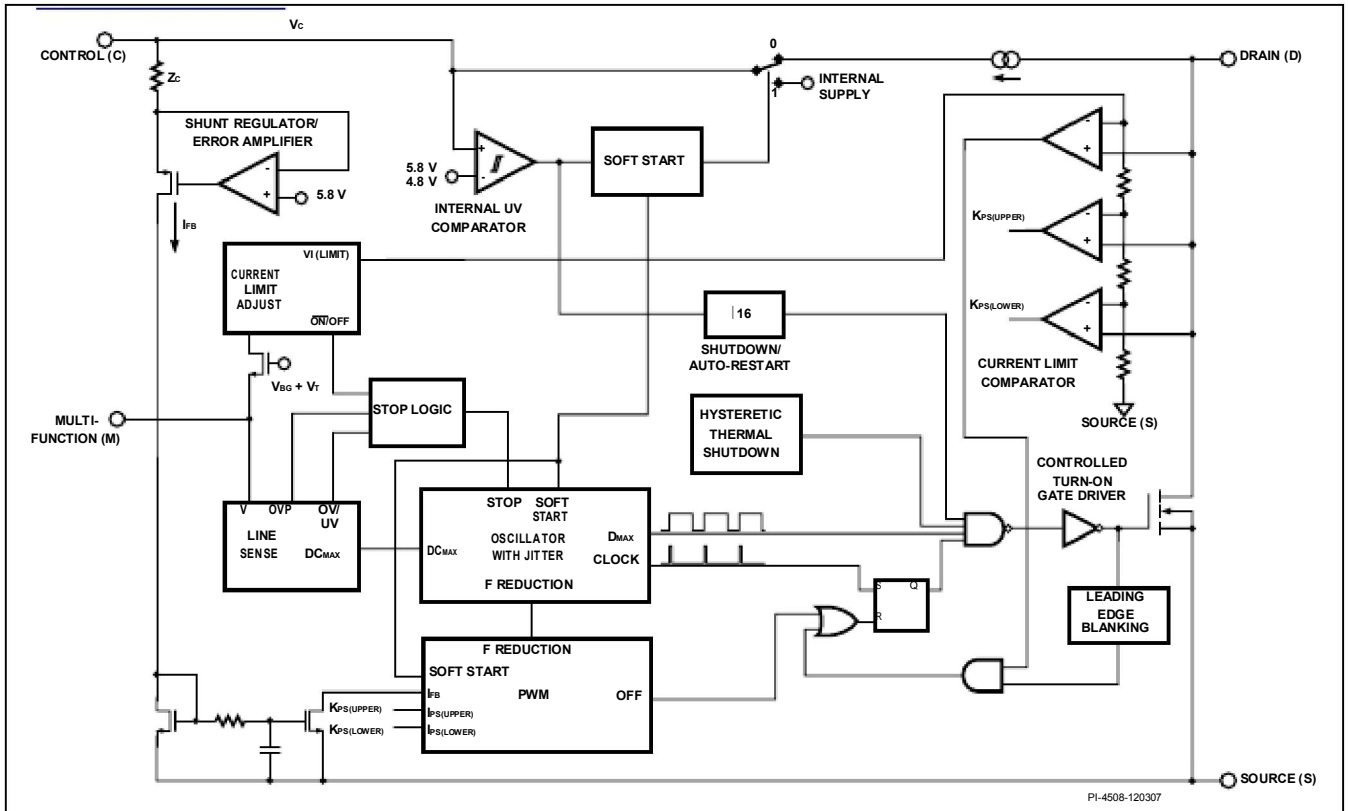 VC
CONTROL (C)
ZC
SHUNT REGULATOR/
ERROR AMPLIFIER
-
+
5.8 V
IFB
+
-
5.8 V
4.8 V
INTERNAL UV
COMPARATOR
SOFT START
0
1
INTERNAL
SUPPLY
DRAIN (D)
-
+
KPS(UPPER)
-
+
KPS(LOWER)
-
+
CURRENT LIMIT
COMPARATOR
SOURCE (S)
VI (LIMIT)
CURRENT
LIMIT
ADJUST
ON/OFF
VBG + VT
MULTI-
FUNCTION (M)
STOP LOGIC
| 16
SHUTDOWN/
AUTO-RESTART
HYSTERETIC
THERMAL
SHUTDOWN
CONTROLLED
TURN-ON
GATE DRIVER
V
OVP
OV/
UV
LINE
SENSE
DCMAX
STOP
SOFT
START
DCMAX
OSCILLATOR
WITH JITTER
DMAX
CLOCK
F REDUCTION
S
Q
R
LEADING
EDGE
BLANKING
F REDUCTION
SOFT START
IFB
PWM
OFF
KPS(UPPER)
IPS(UPPER)
KPS(LOWER)
IPS(LOWER)
SOURCE (S)
PI-4508-120307